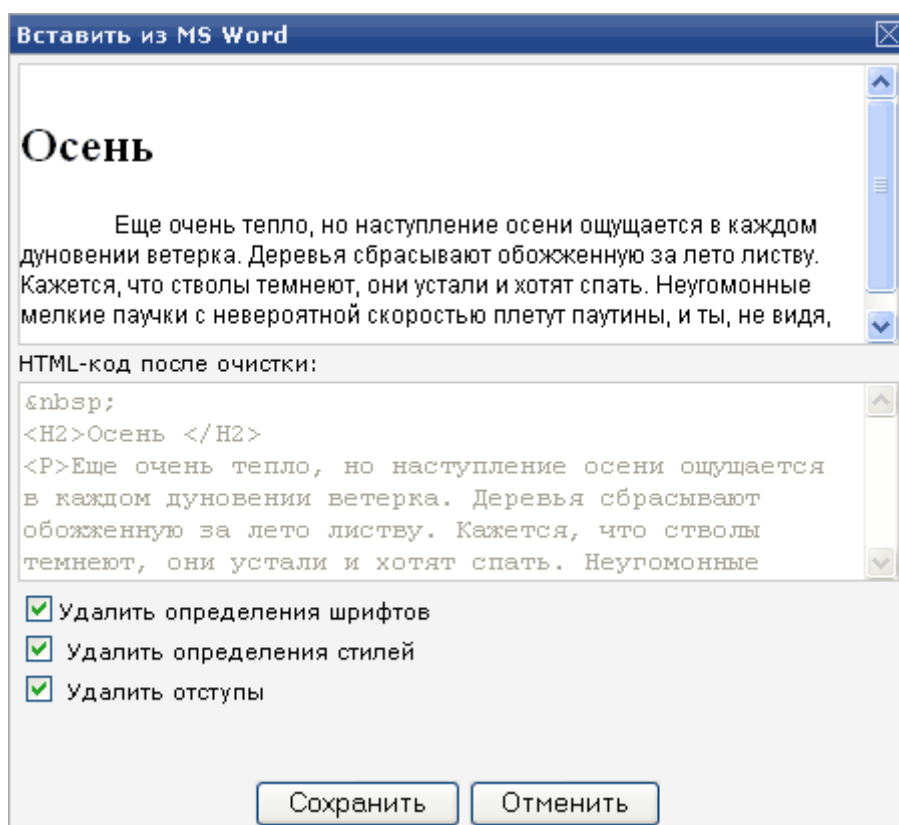 Вставить из MS Word
Осень
Еще очень тепло, но наступление осени ощущается в каждом
дуновении ветерка. Деревья сбрасывают обожженную за лето листву.
Кажется, что стволы темнеют, они устали и хотят спать. Неугомонные
мелкие паучки с невероятной скоростью плетут паутины, и ты, не видя,
HTML-код после очистки:
&nbsp;
<H2>Осень </H2>
<P>Еще очень тепло, но наступление осени ощущается
в каждом дуновении ветерка. Деревья сбрасывают
обожженную за лето листву. Кажется, что стволы
темнеют, они устали и хотят спать. Неугомонные
Удалить определения шрифтов
Удалить определения стилей
Удалить отступы
Сохранить Отменить